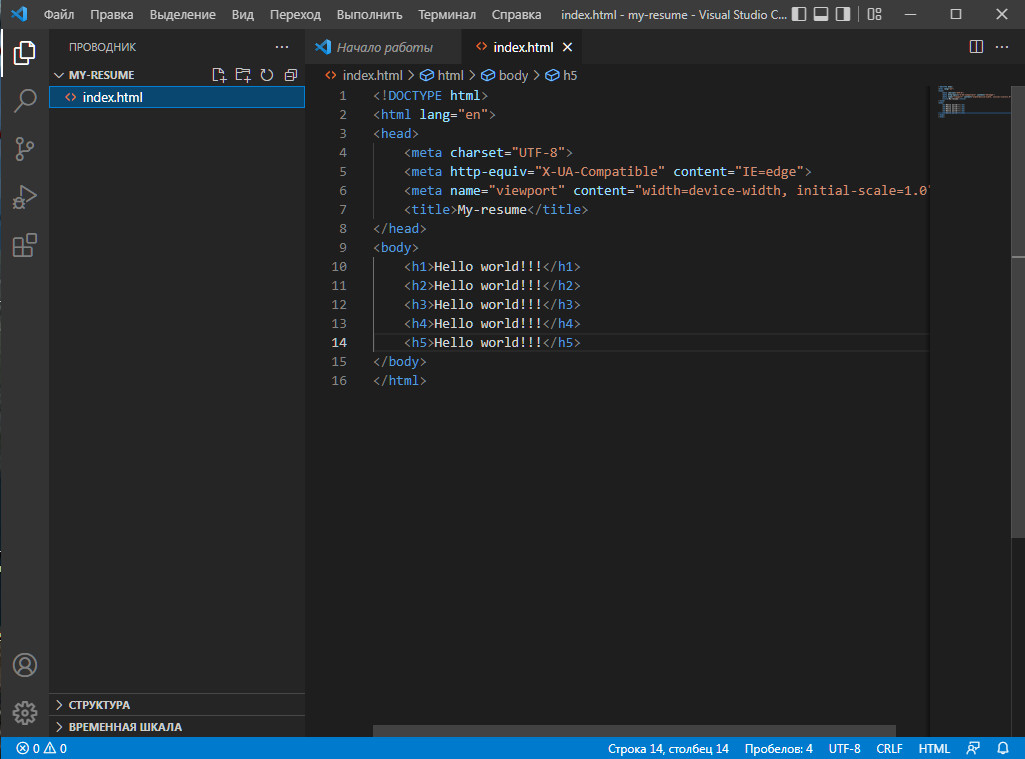 Файл Правка Выделение Вид Переход Выполнить Терминал Справка index.html - my-resume - Visual Studio C...
ПРОВОДНИК
MY-RESUME
index.html
СТРУКТУРА
ВРЕМЕННАЯ ШКАЛА
Начало работы index.html
index.html > html > body > h5
1 <!DOCTYPE html>
2 <html lang="en">
3 <head>
4 <meta charset="UTF-8">
5 <meta http-equiv="X-UA-Compatible" content="IE=edge">
6 <meta name="viewport" content="width=device-width, initial-scale=1.0"
7 <title>My-resume</title>
8 </head>
9 <body>
10 <h1>Hello world!!!</h1>
11 <h2>Hello world!!!</h2>
12 <h3>Hello world!!!</h3>
13 <h4>Hello world!!!</h4>
14 <h5>Hello world!!!</h5>
15 </body>
16 </html>
0 0 Строка 14, столбец 14 Пробелов: 4 UTF-8 CRLF HTML